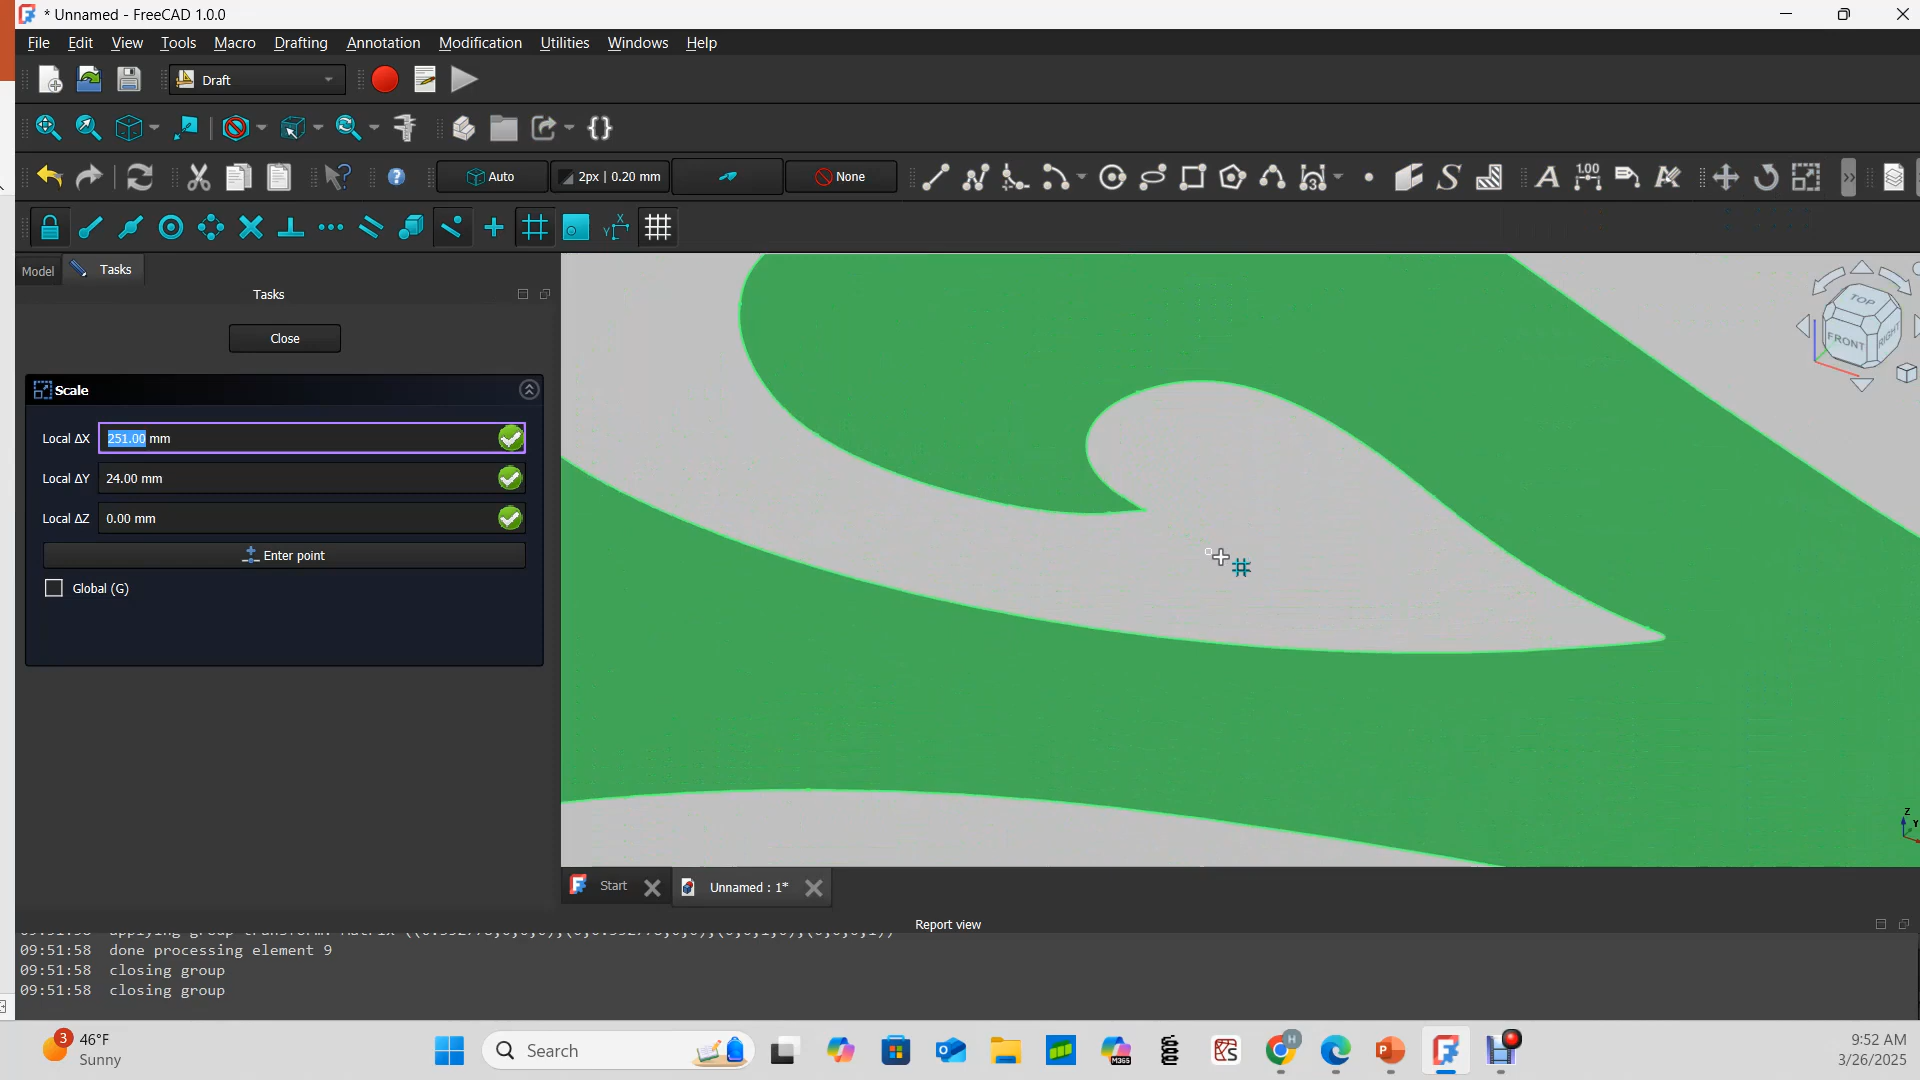 * Unnamed - FreeCAD 1.0.0
File Edit View Tools Macro Drafting Annotation Modification Utilities Windows Help
Draft
Auto 2px | 0.20 mm None
Model Tasks
Tasks
Close
Scale
Local ΔX 251.00 mm
Local ΔY 24.00 mm
Local ΔZ 0.00 mm
Enter point
Global (G)
TOP
FRONT
RIGHT
Z
Y
Start Unnamed : 1*
Report view
09:51:58 done processing element 9
09:51:58 closing group
09:51:58 closing group
3 46°F
Sunny
Search
9:52 AM
3/26/2025